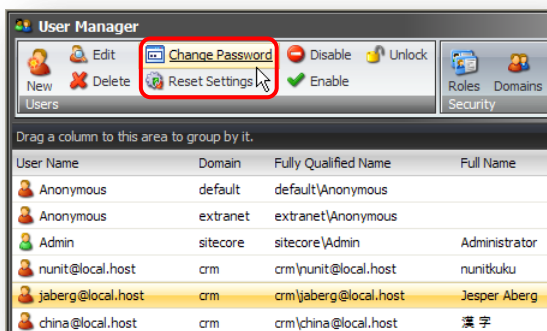 User Manager
New
Edit
Delete
Change Password
Reset Settings
Disable
Enable
Unlock
Users
Roles
Domains
Security
Drag a column to this area to group by it.
User Name Domain Fully Qualified Name Full Name
Anonymous default default\Anonymous
Anonymous extranet extranet\Anonymous
Admin sitecore sitecore\Admin Administrator
nunit@local.host crm crm\nunit@local.host nunitkuku
jaberg@local.host crm crm\jaberg@local.host Jesper Aberg
china@local.host crm crm\china@local.host 漢字